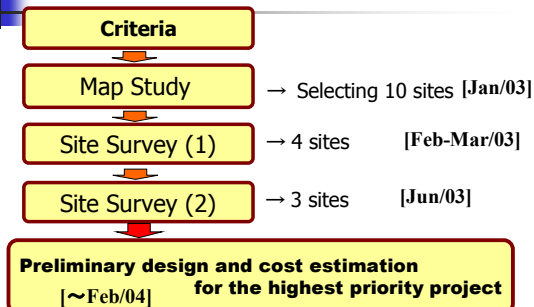 Criteria
Map Study → Selecting 10 sites [Jan/03]
Site Survey (1) → 4 sites [Feb-Mar/03]
Site Survey (2) → 3 sites [Jun/03]
Preliminary design and cost estimation
[～Feb/04] for the highest priority project